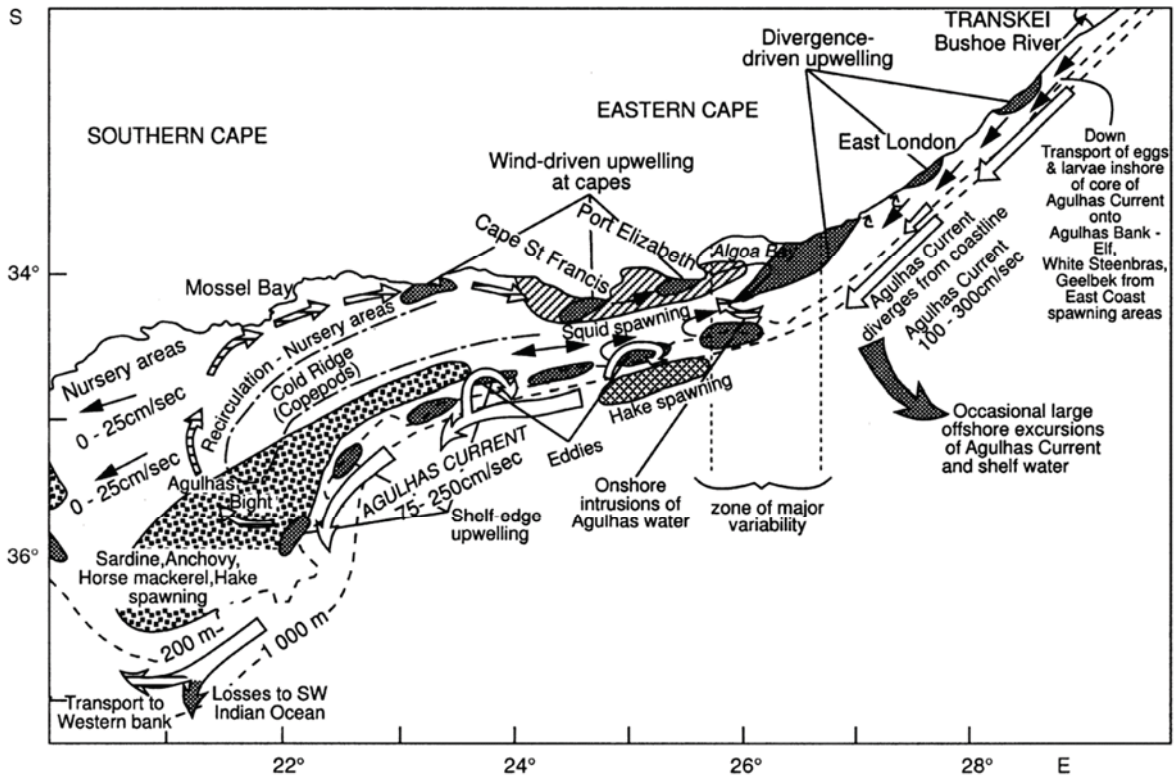 S
TRANSKEI
Bushoe River
Divergence-
driven upwelling
EASTERN CAPE
SOUTHERN CAPE
East London
Down
Transport of eggs
& larvae inshore
of core of
Agulhas Current
onto
Agulhas Bank -
Elf,
White Steenbras,
Geelbek from
East Coast
spawning areas
Wind-driven upwelling
at capes
Cape St Francis
Port Elizabeth
Algoa Bay
34°
Mossel Bay
Agulhas Current
diverges from coastline
Agulhas Current
100 - 300cm/sec
Squid spawning
Nursery areas
0 - 25cm/sec
0 - 25cm/sec
Recirculation - Nursery areas
Cold Ridge
(Copepods)
Hake spawning
Eddies
AGULHAS CURRENT
75- 250cm/sec
Agulhas
Bight
Shelf-edge
upwelling
Onshore
intrusions of
Agulhas water
zone of major
variability
Occasional large
offshore excursions
of Agulhas Current
and shelf water
36°
Sardine,Anchovy,
Horse mackerel,Hake
spawning
200 m
1 000 m
Transport to
Western bank
Losses to SW
Indian Ocean
22°
24°
26°
28°
E